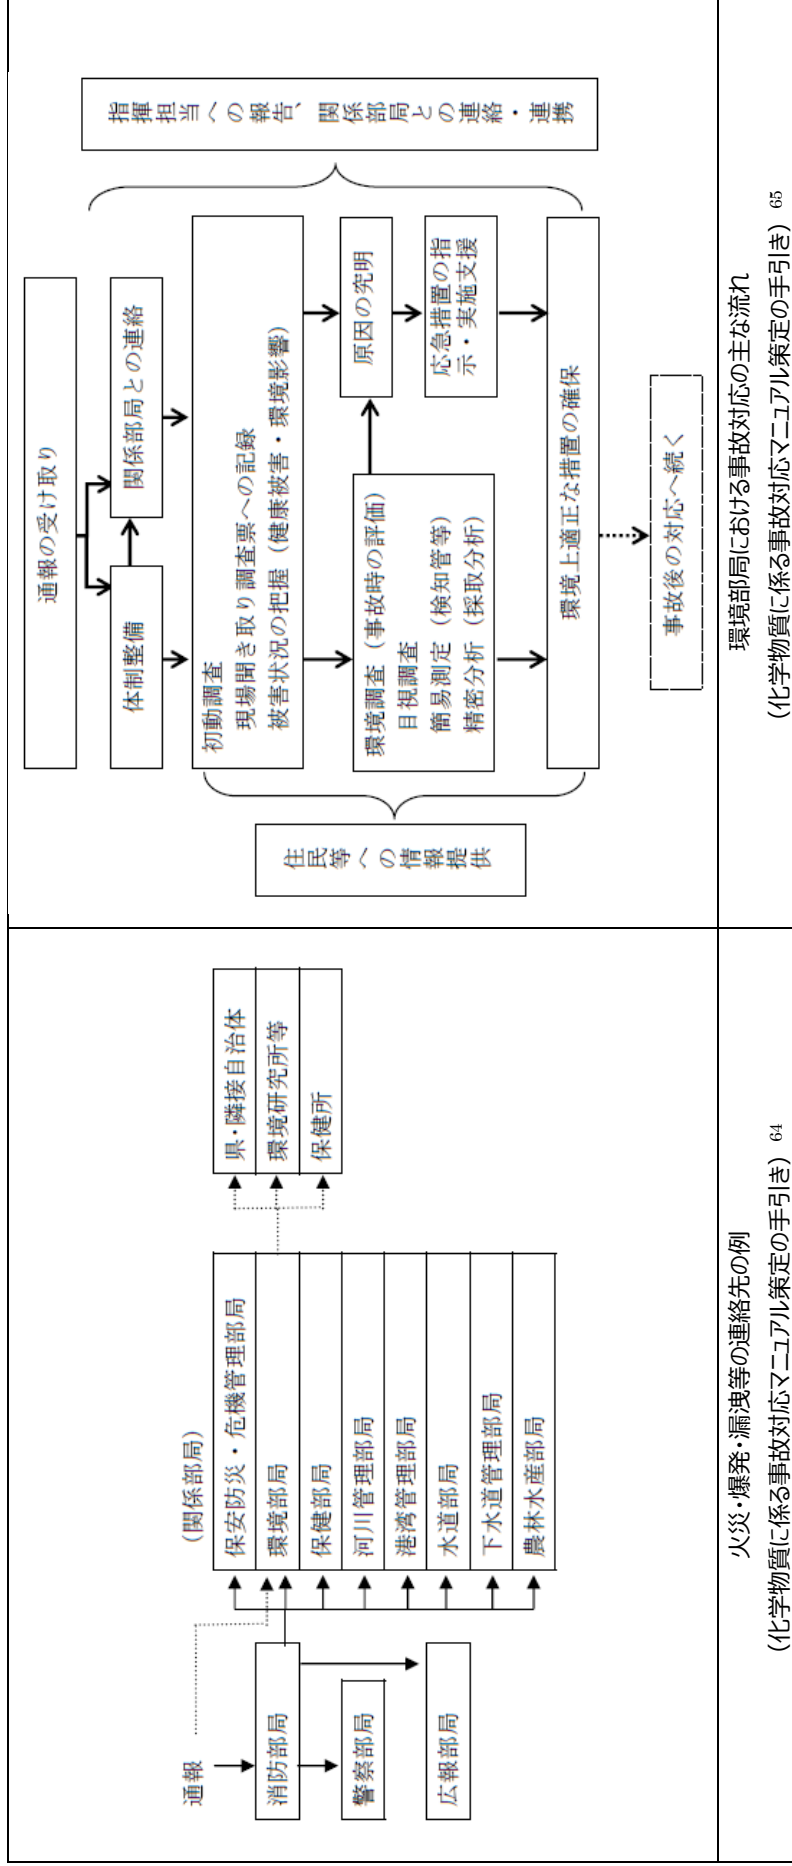 通報
消防部局
警察部局
広報部局
(関係部局)
保安防災・危機管理部局
環境部局
保健部局
河川管理部局
港湾管理部局
水道部局
下水道管理部局
農林水産部局
県・隣接自治体
環境研究所等
保健所
火災・爆発・漏洩等の連絡先の例
(化学物質に係る事故対応マニュアル策定の手引き) 64
通報の受け取り
体制整備
関係部局との連絡
初動調査
現場聞き取り調査票への記録
被害状況の把握(健康被害・環境影響)
環境調査(事故時の評価)
目視調査
簡易測定(検知管等)
精密分析(採取分析)
原因の究明
応急措置の指
示・実施支援
環境上適正な措置の確保
事故後の対応へ続く
住民等への情報提供
指揮担当への報告、関係部局との連絡・連携
環境部局における事故対応の主な流れ
(化学物質に係る事故対応マニュアル策定の手引き) 65